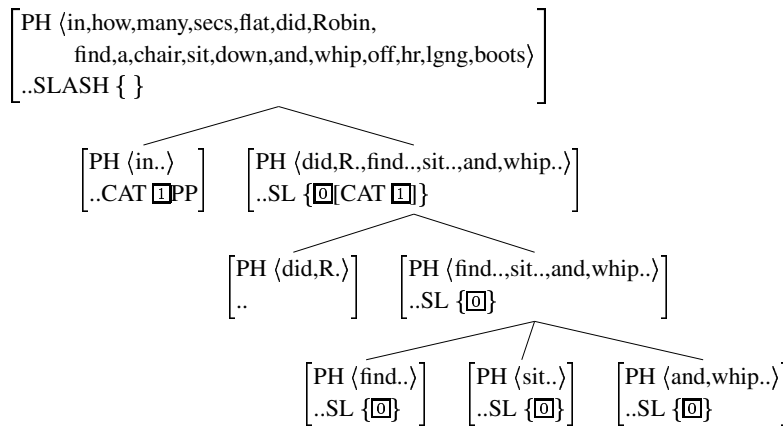 PH ⟨in,how,many,secs,flat,did,Robin,
find,a,chair,sit,down,and,whip,off,hr,lgng,boots⟩
..SLASH { }
PH ⟨in..⟩ PH ⟨did,R.,find..,sit..,and,whip..⟩
..CAT 1PP ..SL {0[CAT 1]}
PH ⟨did,R.⟩ PH ⟨find..,sit..,and,whip..⟩
.. ..SL {0}
PH ⟨find..⟩ PH ⟨sit..⟩ PH ⟨and,whip..⟩
..SL {0} ..SL {0} ..SL {0}